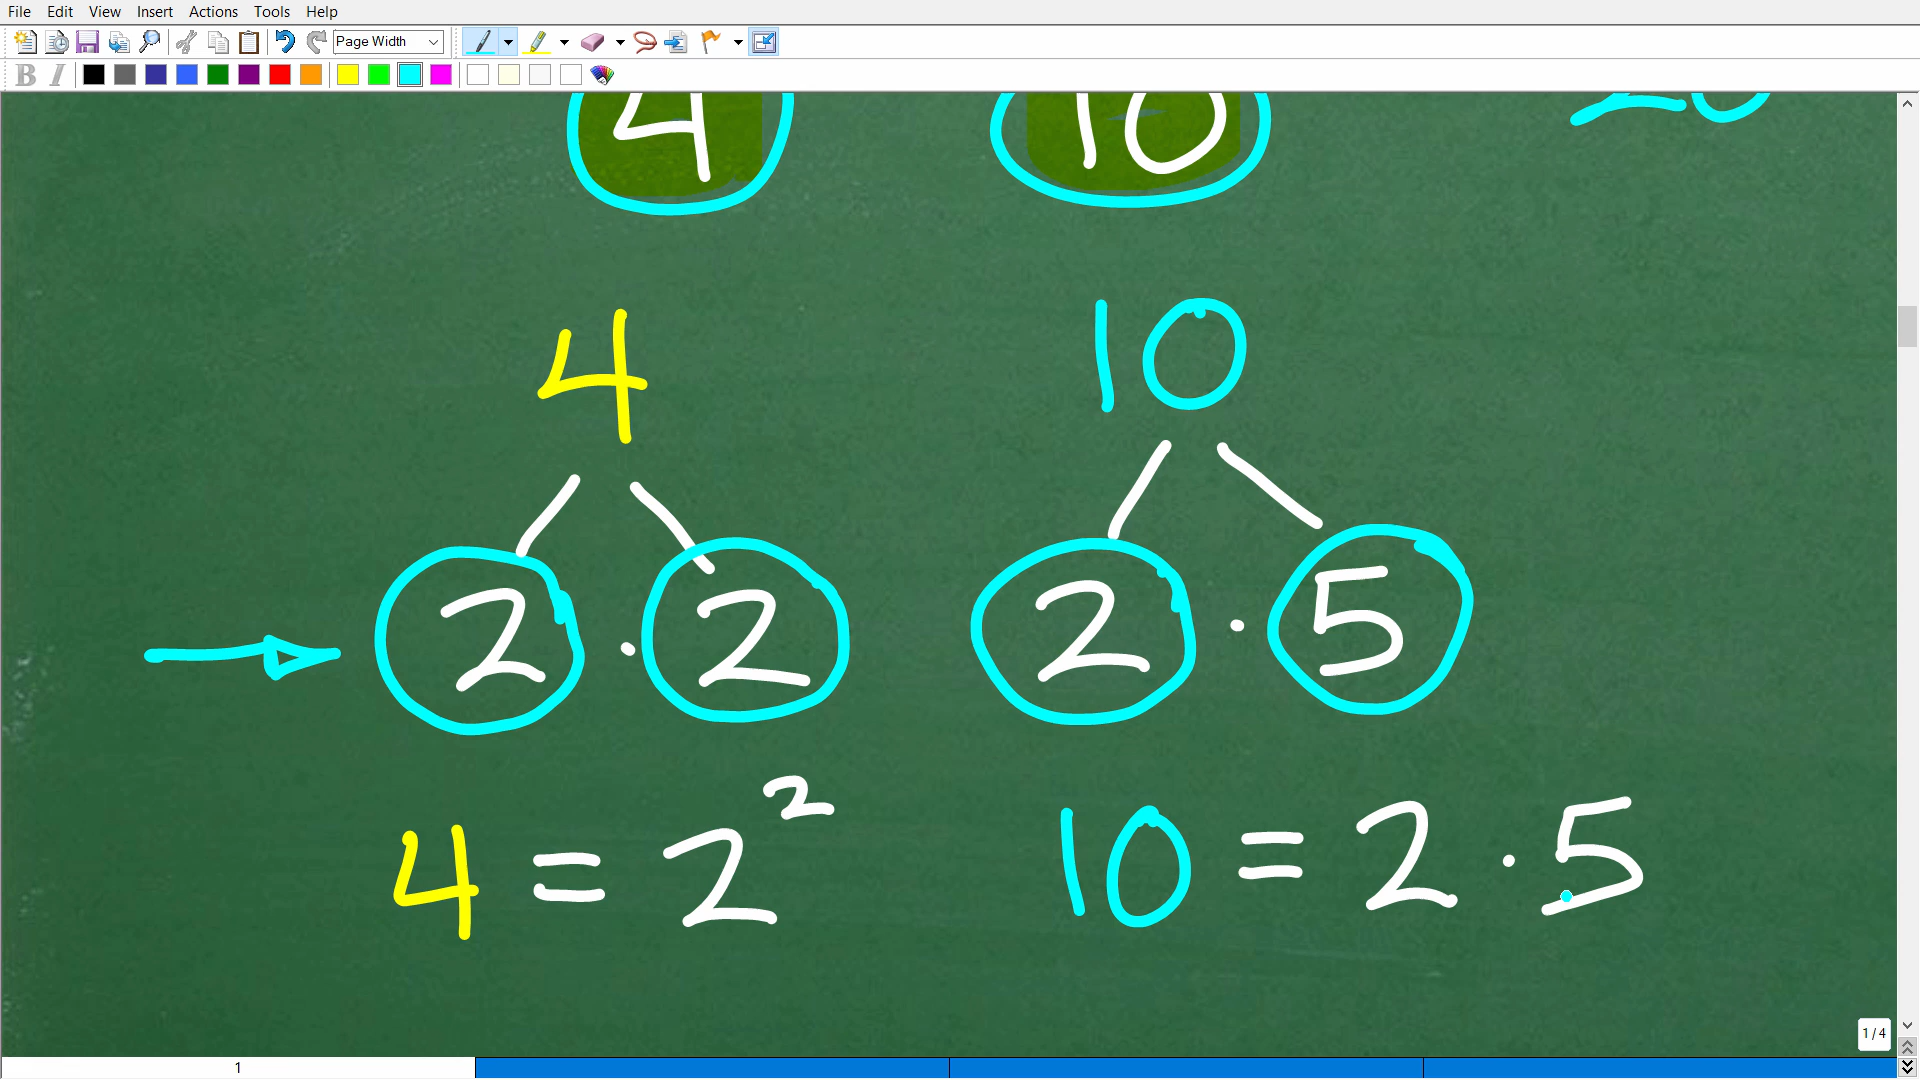 File Edit View Insert Actions Tools Help
Page Width
B I
4 10
4 10
2 · 2 2 · 5
4 = 2² 10 = 2 · 5
1 / 4
1